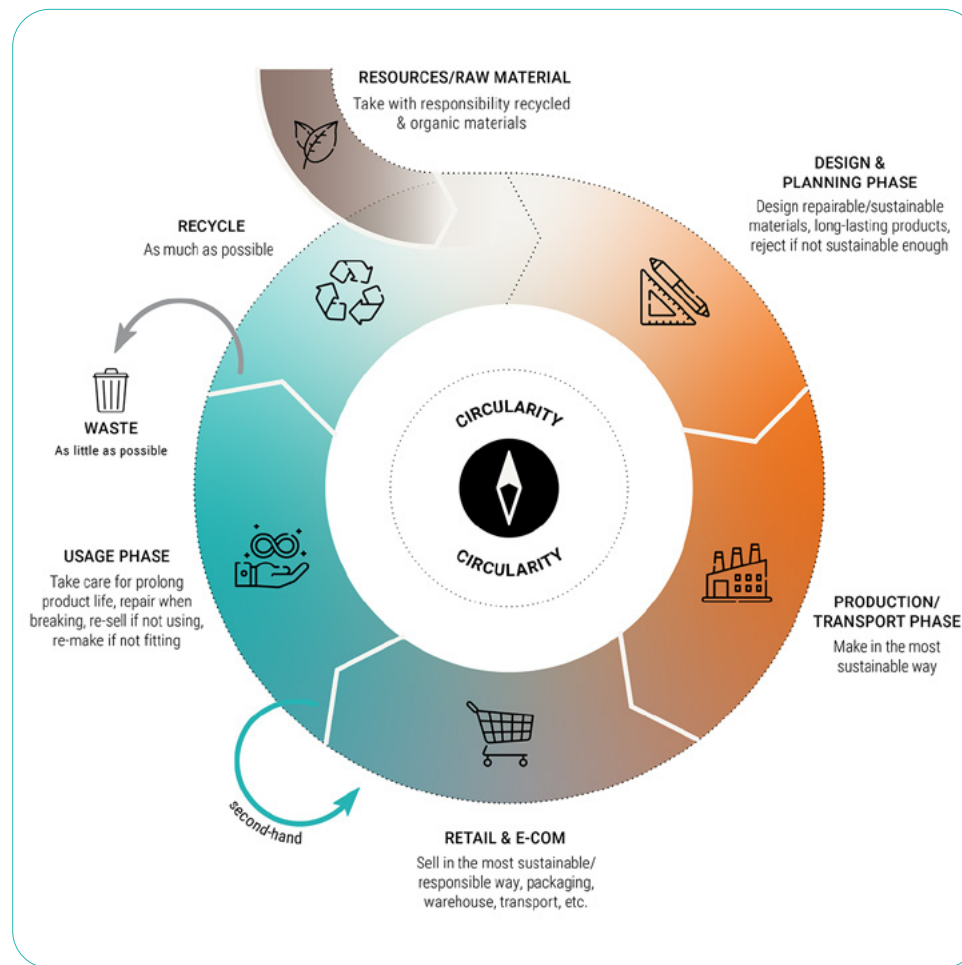 RESOURCES/RAW MATERIAL
Take with responsibility recycled
& organic materials
DESIGN &
PLANNING PHASE
Design repairable/sustainable
materials, long-lasting products,
reject if not sustainable enough
RECYCLE
As much as possible
WASTE
As little as possible
CIRCULARITY
CIRCULARITY
USAGE PHASE
Take care for prolong
product life, repair when
breaking, re-sell if not using,
re-make if not fitting
PRODUCTION/
TRANSPORT PHASE
Make in the most
sustainable way
second-hand
RETAIL & E-COM
Sell in the most sustainable/
responsible way, packaging,
warehouse, transport, etc.